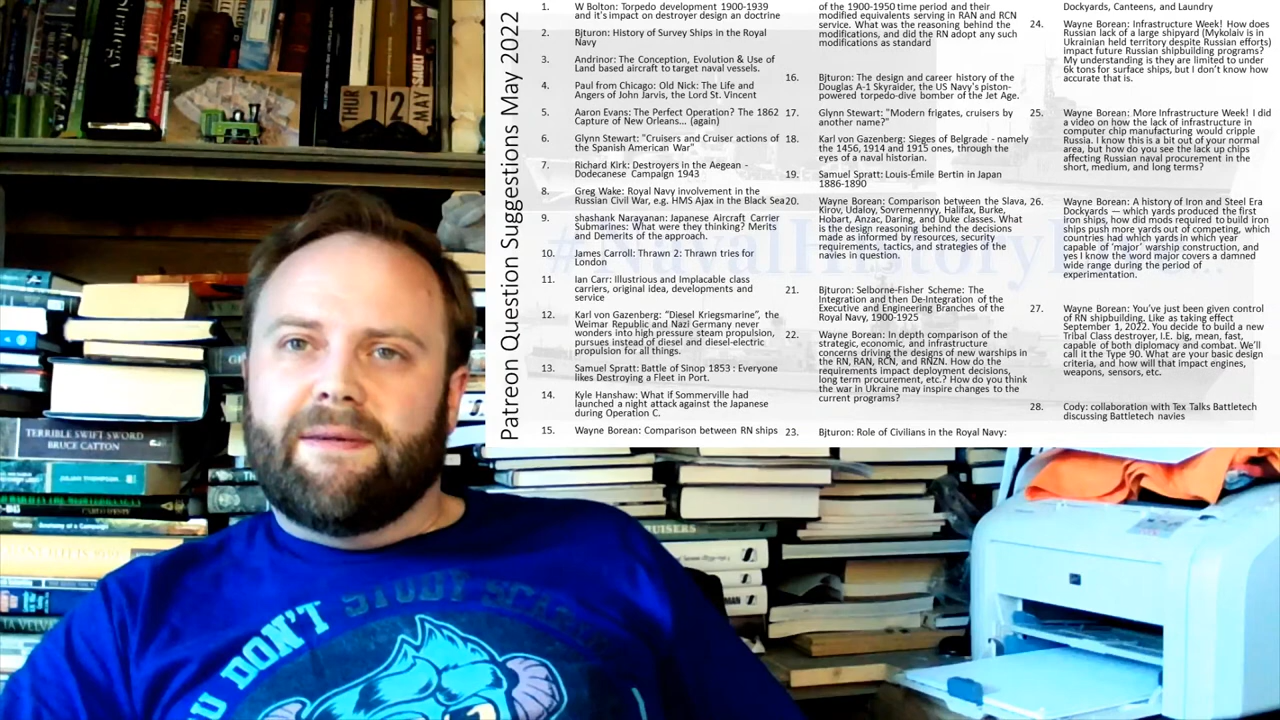 Patreon Question Suggestions May 2022
1. W Bolton: Torpedo development 1900-1939
and it's impact on destroyer design an doctrine
2. Bjturon: History of Survey Ships in the Royal
Navy
3. Andrinor: The Conception, Evolution & Use of
Land based aircraft to target naval vessels.
4. Paul from Chicago: Old Nick: The Life and
Angers of John Jarvis, the Lord St. Vincent
5. Aaron Evans: The Perfect Operation? The 1862
Capture of New Orleans... (again)
6. Glynn Stewart: "Cruisers and Cruiser actions of
the Spanish American War"
7. Richard Kirk: Destroyers in the Aegean -
Dodecanese Campaign 1943
8. Greg Wake: Royal Navy involvement in the
Russian Civil War, e.g. HMS Ajax in the Black Sea
9. shashank Narayanan: Japanese Aircraft Carrier
Submarines: What were they thinking? Merits
and Demerits of the approach.
10. James Carroll: Thrawn 2: Thrawn tries for
London
11. Ian Carr: Illustrious and Implacable class
carriers, original idea, developments and
service
12. Karl von Gazenberg: “Diesel Kriegsmarine”, the
Weimar Republic and Nazi Germany never
wonders into high pressure steam propulsion,
pursues instead of diesel and diesel-electric
propulsion for all things.
13. Samuel Spratt: Battle of Sinop 1853 : Everyone
likes Destroying a Fleet in Port.
14. Kyle Hanshaw: What if Sommerville had
launched a night attack against the Japanese
during Operation C.
15. Wayne Borean: Comparison between RN ships
of the 1900-1950 time period and their
modified equivalents serving in RAN and RCN
service. What was the reasoning behind the
modifications, and did the RN adopt any such
modifications as standard
16. Bjturon: The design and career history of the
Douglas A-1 Skyraider, the US Navy's piston-
powered torpedo-dive bomber of the Jet Age.
17. Glynn Stewart: "Modern frigates, cruisers by
another name?"
18. Karl von Gazenberg: Sieges of Belgrade - namely
the 1456,1914 and 1915 ones, through the
eyes of a naval historian.
19. Samuel Spratt: Louis-Émile Bertin in Japan
1886-1890
20. Wayne Borean: Comparison between the Slava,
Kirov, Udaloy, Sovremennyy, Halifax, Burke,
Hobart, Anzac, Daring, and Duke classes. What
is the design reasoning behind the decisions
made as informed by resources, security
requirements, tactics, and strategies of the
navies in question.
21. Bjturon: Selborne-Fisher Scheme: The
Integration and then De-Integration of the
Executive and Engineering Branches of the
Royal Navy, 1900-1925
22. Wayne Borean: In depth comparison of the
strategic, economic, and infrastructure
concerns driving the designs of new warships in
the RN, RAN, RCN, and RNZN. How do the
requirements impact deployment decisions,
long term procurement, etc.? How do you think
the war in Ukraine may inspire changes to the
current programs?
23. Bjturon: Role of Civilians in the Royal Navy:
Dockyards, Canteens, and Laundry
24. Wayne Borean: Infrastructure Week! How does
Russian lack of a large shipyard (Mykolaiv is in
Ukrainian held territory despite Russian efforts)
impact future Russian shipbuilding programs?
My understanding is they are limited to under
6k tons for surface ships, but I don't know how
accurate that is.
25. Wayne Borean: More Infrastructure Week! I did
a video on how the lack of infrastructure in
computer chip manufacturing would cripple
Russia. I know this is a bit out of your normal
area, but how do you see the lack up chips
affecting Russian naval procurement in the
short, medium, and long terms?
26. Wayne Borean: A history of Iron and Steel Era
Dockyards — which yards produced the first
iron ships, how did mods required to build iron
ships push more yards out of competing, which
countries had which yards in which year
capable of 'major' warship construction, and
yes I know the word major covers a damned
wide range during the period of
experimentation.
27. Wayne Borean: You've just been given control
of RN shipbuilding. Like as taking effect
September 1, 2022. You decide to build a new
Tribal Class destroyer, I.E. big, mean, fast,
capable of both diplomacy and combat. We'll
call it the Type 90. What are your basic design
criteria, and how will that impact engines,
weapons, sensors, etc.
28. Cody: collaboration with Tex Talks Battletech
discussing Battletech navies
THUR 12 MAY
TERRIBLE SWIFT SWORD
BRUCE CATTON
DON'T STUDY